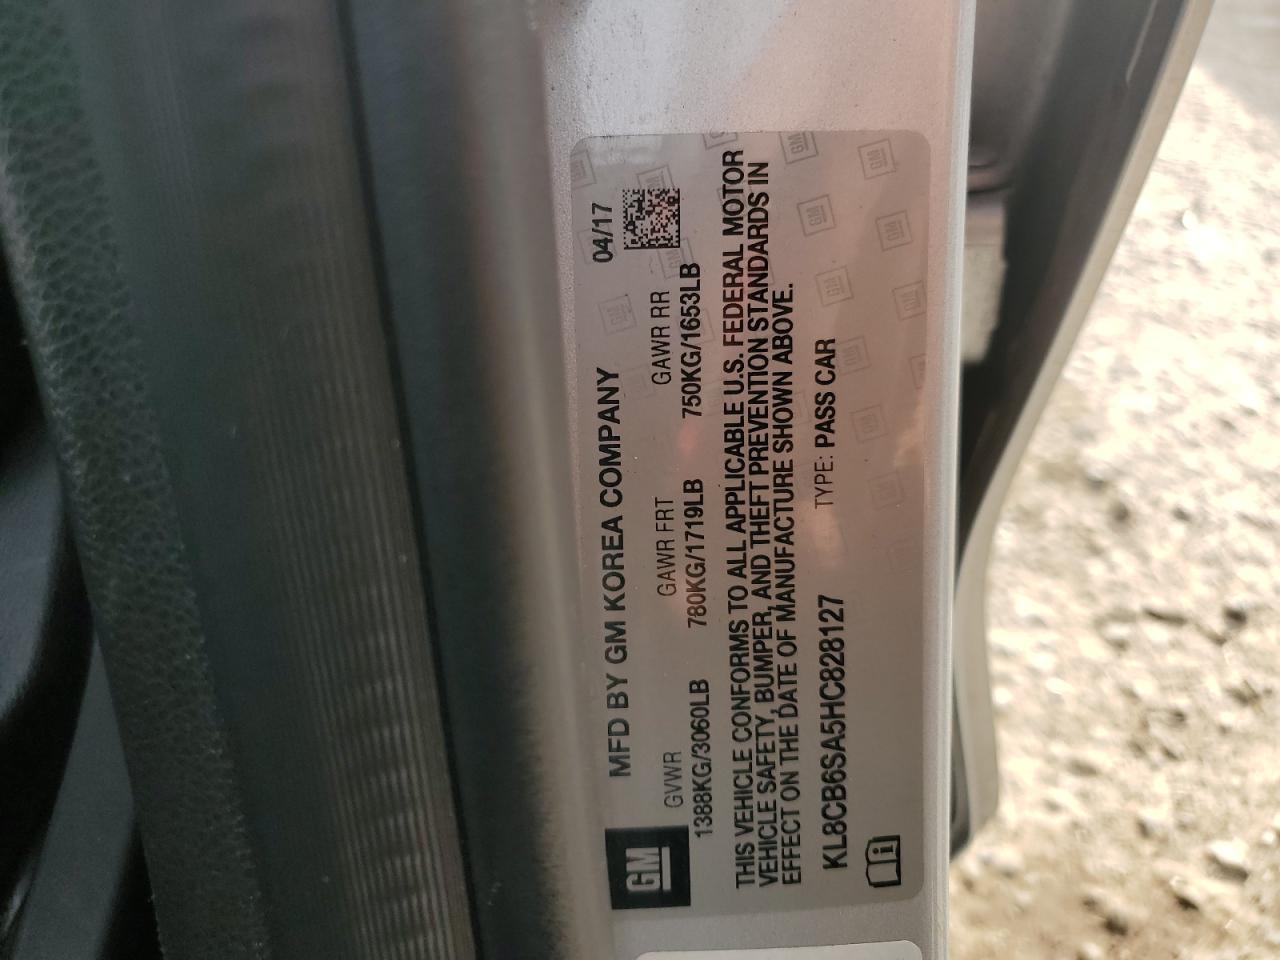 MFD BY GM KOREA COMPANY 04/17
GVWR GAWR FRT GAWR RR
1388KG/3060LB 780KG/1719LB 750KG/1653LB
THIS VEHICLE CONFORMS TO ALL APPLICABLE U.S. FEDERAL MOTOR
VEHICLE SAFETY, BUMPER, AND THEFT PREVENTION STANDARDS IN
EFFECT ON THE DATE OF MANUFACTURE SHOWN ABOVE.
KL8CB6SA5HC828127 TYPE: PASS CAR
GM